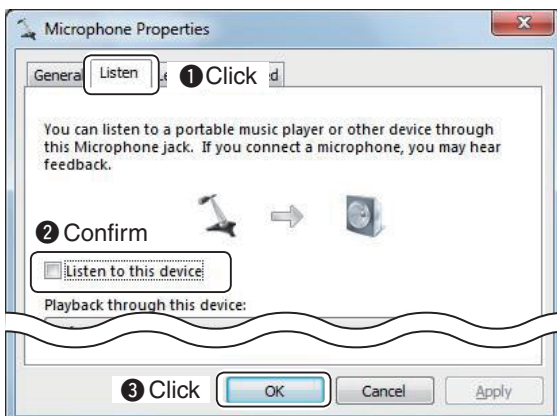 Microphone Properties
General Listen ❶Click
You can listen to a portable music player or other device through
this Microphone jack. If you connect a microphone, you may hear
feedback.
❷Confirm
Listen to this device
Playback through this device:
❸Click OK Cancel Apply